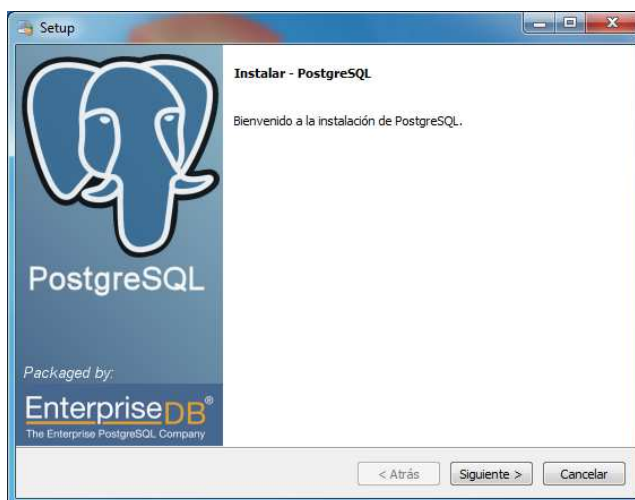 Setup
Instalar - PostgreSQL
Bienvenido a la instalación de PostgreSQL.
PostgreSQL
Packaged by:
EnterpriseDB®
The Enterprise PostgreSQL Company
< Atrás
Siguiente >
Cancelar